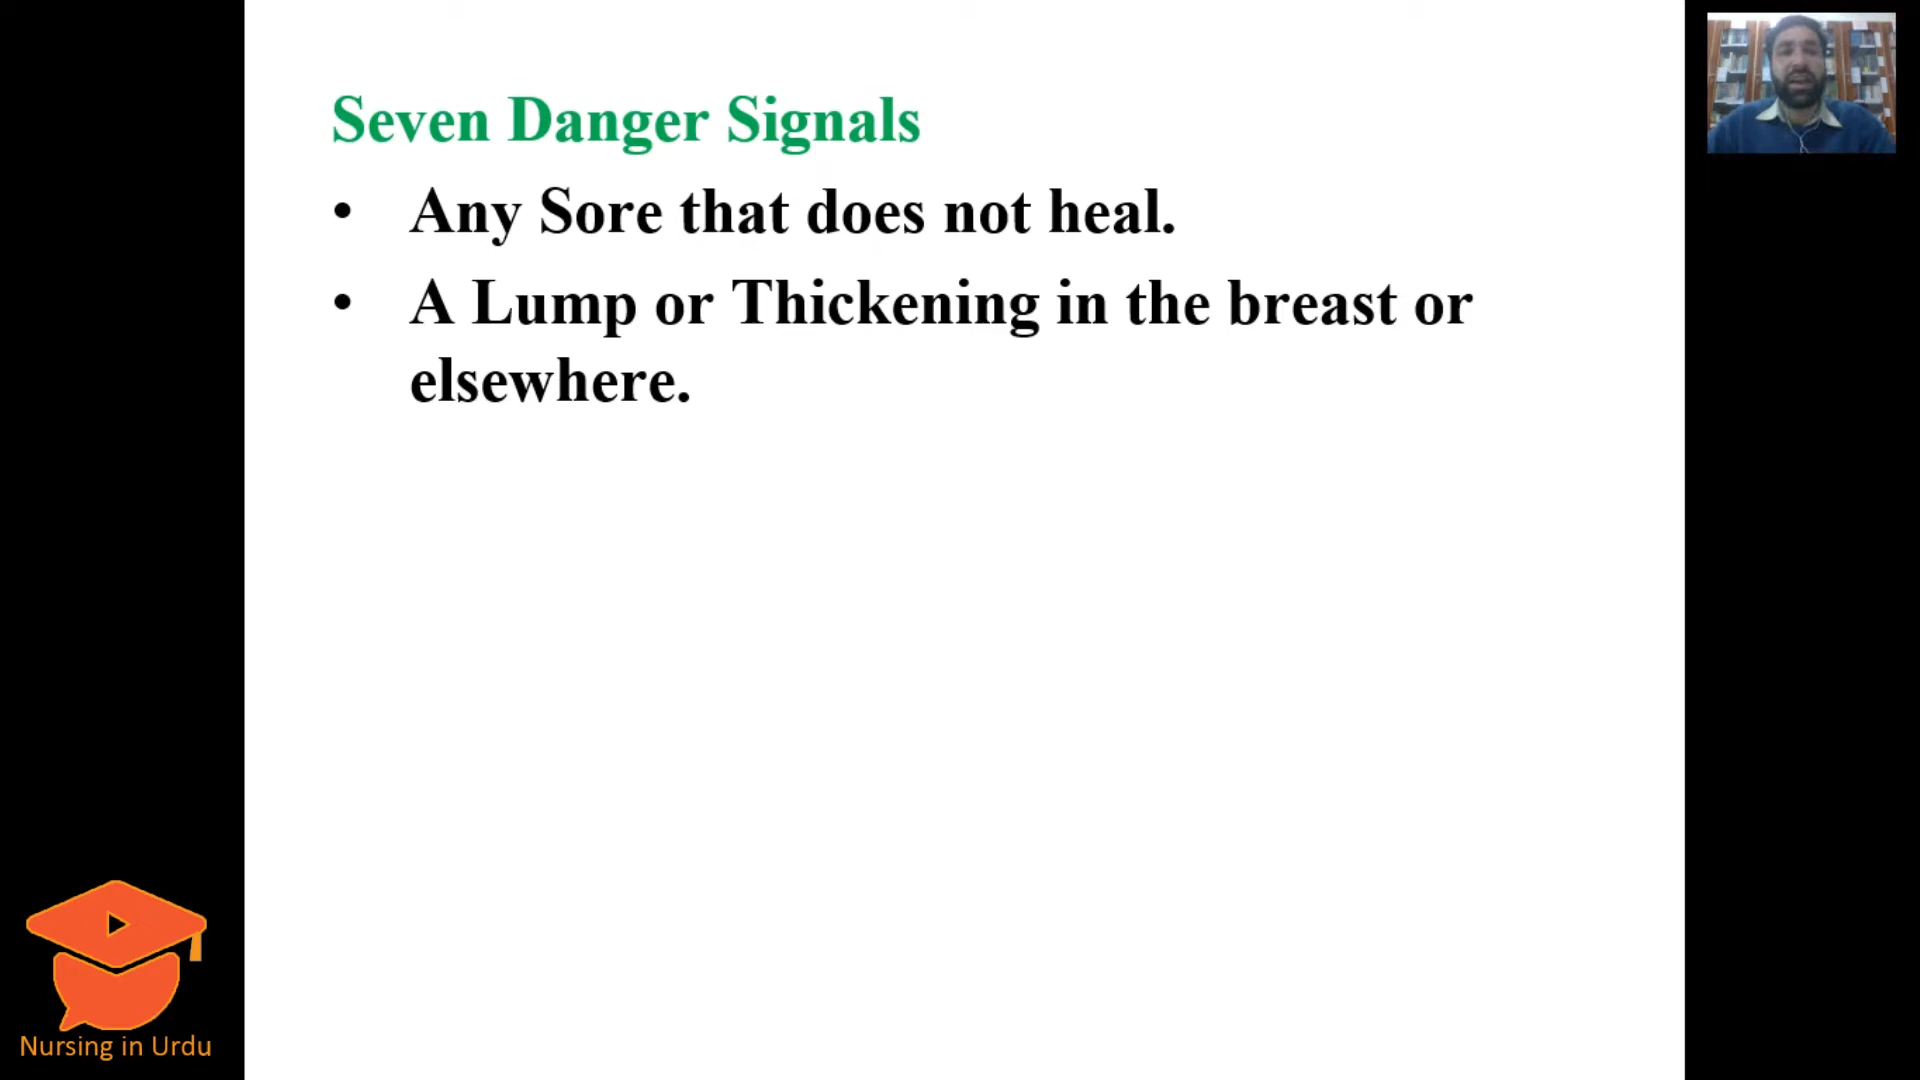 Seven Danger Signals
• Any Sore that does not heal.
• A Lump or Thickening in the breast or
elsewhere.
Nursing in Urdu